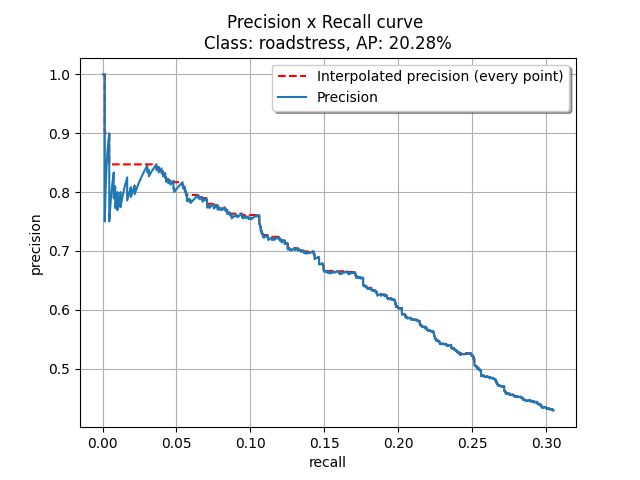 Precision x Recall curve
Class: roadstress, AP: 20.28%
Interpolated precision (every point)
Precision
1.0
0.9
0.8
0.7
0.6
0.5
precision
0.00 0.05 0.10 0.15 0.20 0.25 0.30
recall